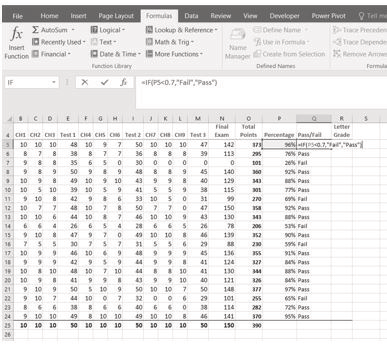 File Home Insert Page Layout Formulas Data Review View Developer Power Pivot Tell me
fx Insert Function
AutoSum Logical Lookup & Reference
Recently Used Text Math & Trig
Financial Date & Time More Functions
Function Library
Name Manager
Define Name
Use in Formula
Create from Selection
Defined Names
Trace Precedents
Trace Depende
Remove Arrows
Formula
IF =IF(P5<0.7,"Fail","Pass")
A B C D E F G H I J K L M N O P Q R S
4 CH1 CH2 CH3 Test 1 CH4 CH5 CH6 Test 2 CH7 CH8 CH9 Test 3 Final Exam Total Points Percentage Pass/Fail Letter Grade
5 10 10 10 48 10 9 7 50 10 10 10 47 142 373 96% =IF(P5<0.7,"Fail","Pass")
6 8 7 8 38 8 7 7 36 8 8 8 39 113 295 76% Pass
7 9 8 8 35 6 5 0 30 0 0 0 0 0 101 26% Fail
8 9 8 9 50 9 8 9 48 8 8 9 45 140 360 92% Pass
9 10 9 8 49 10 9 10 43 9 9 8 40 129 343 88% Pass
10 10 5 10 39 10 5 9 41 5 5 9 38 115 301 77% Pass
11 9 10 8 42 9 8 6 33 10 5 0 31 99 270 69% Fail
12 10 7 7 48 10 7 8 50 7 7 0 47 150 358 92% Pass
13 10 6 10 44 10 8 7 46 10 10 9 43 130 343 88% Pass
14 6 6 4 26 6 5 4 28 6 6 5 26 78 206 53% Fail
15 9 10 8 47 9 7 0 49 10 10 8 46 139 352 90% Pass
16 7 5 5 30 7 5 7 31 5 5 6 29 88 230 59% Fail
17 10 9 9 46 10 6 9 48 9 9 9 45 136 355 91% Pass
18 9 9 9 42 9 5 9 44 9 9 8 41 124 327 84% Pass
19 10 8 10 48 10 7 10 44 8 8 10 41 130 344 88% Pass
20 10 9 8 41 9 9 8 43 9 9 10 40 121 326 84% Pass
21 9 10 9 50 5 10 9 50 10 10 7 50 148 377 97% Pass
22 9 10 7 44 10 0 7 32 0 0 6 29 101 255 65% Fail
23 8 6 6 38 8 6 6 40 6 6 10 38 114 282 72% Pass
24 10 10 10 49 8 10 10 49 10 10 10 46 148 370 95% Pass
25 10 10 10 50 10 10 10 50 10 10 10 50 150 390
26